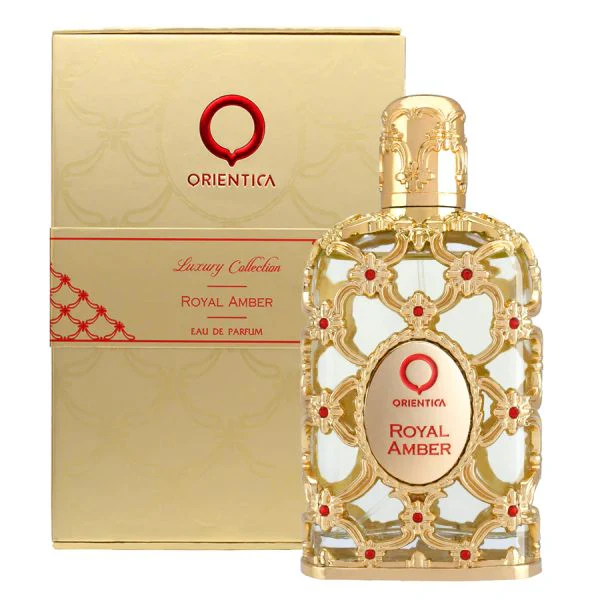 ORIENTICA
Luxury Collection
ROYAL AMBER
EAU DE PARFUM
ORIENTICA
ROYAL
AMBER